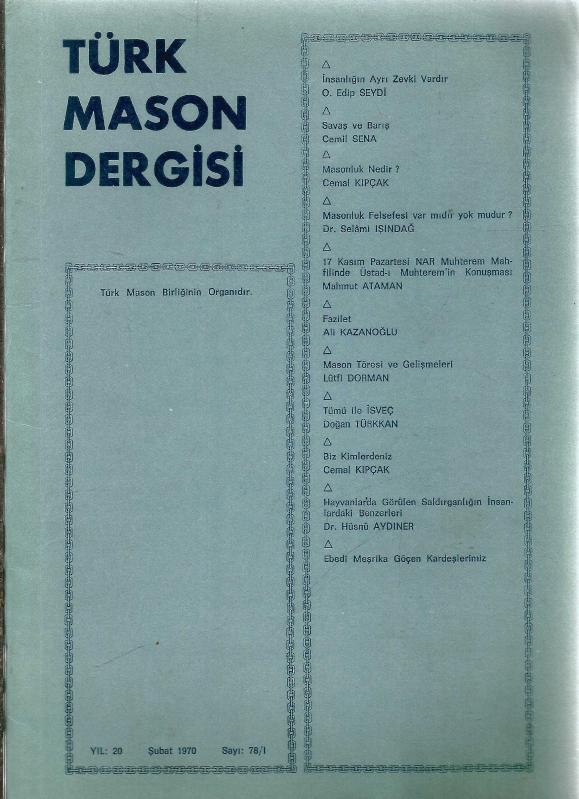 TÜRK
MASON
DERGİSİ
Türk Mason Birliğinin Organıdır.
YIL: 20 Şubat 1970 Sayı: 78/I
İnsanlığın Ayrı Zevki Vardır
O. Edip SEYDİ
Savaş ve Barış
Cemil SENA
Masonluk Nedir ?
Cemal KIPÇAK
Masonluk Felsefesi var mıdır yok mudur ?
Dr. Selâmi IŞINDAĞ
17 Kasım Pazartesi NAR Muhterem Mah-
filinde Üstad-ı Muhterem'in Konuşması
Mahmut ATAMAN
Fazilet
Ali KAZANOĞLU
Mason Töresi ve Gelişmeleri
Lûtfi DORMAN
Tümü ile İSVEÇ
Doğan TÜRKKAN
Biz Kimlerdeniz
Cemal KIPÇAK
Hayvanlarda Görülen Saldırganlığın İnsan-
lardaki Benzerleri
Dr. Hüsnü AYDINER
Ebedi Meşrika Göçen Kardeşlerimiz